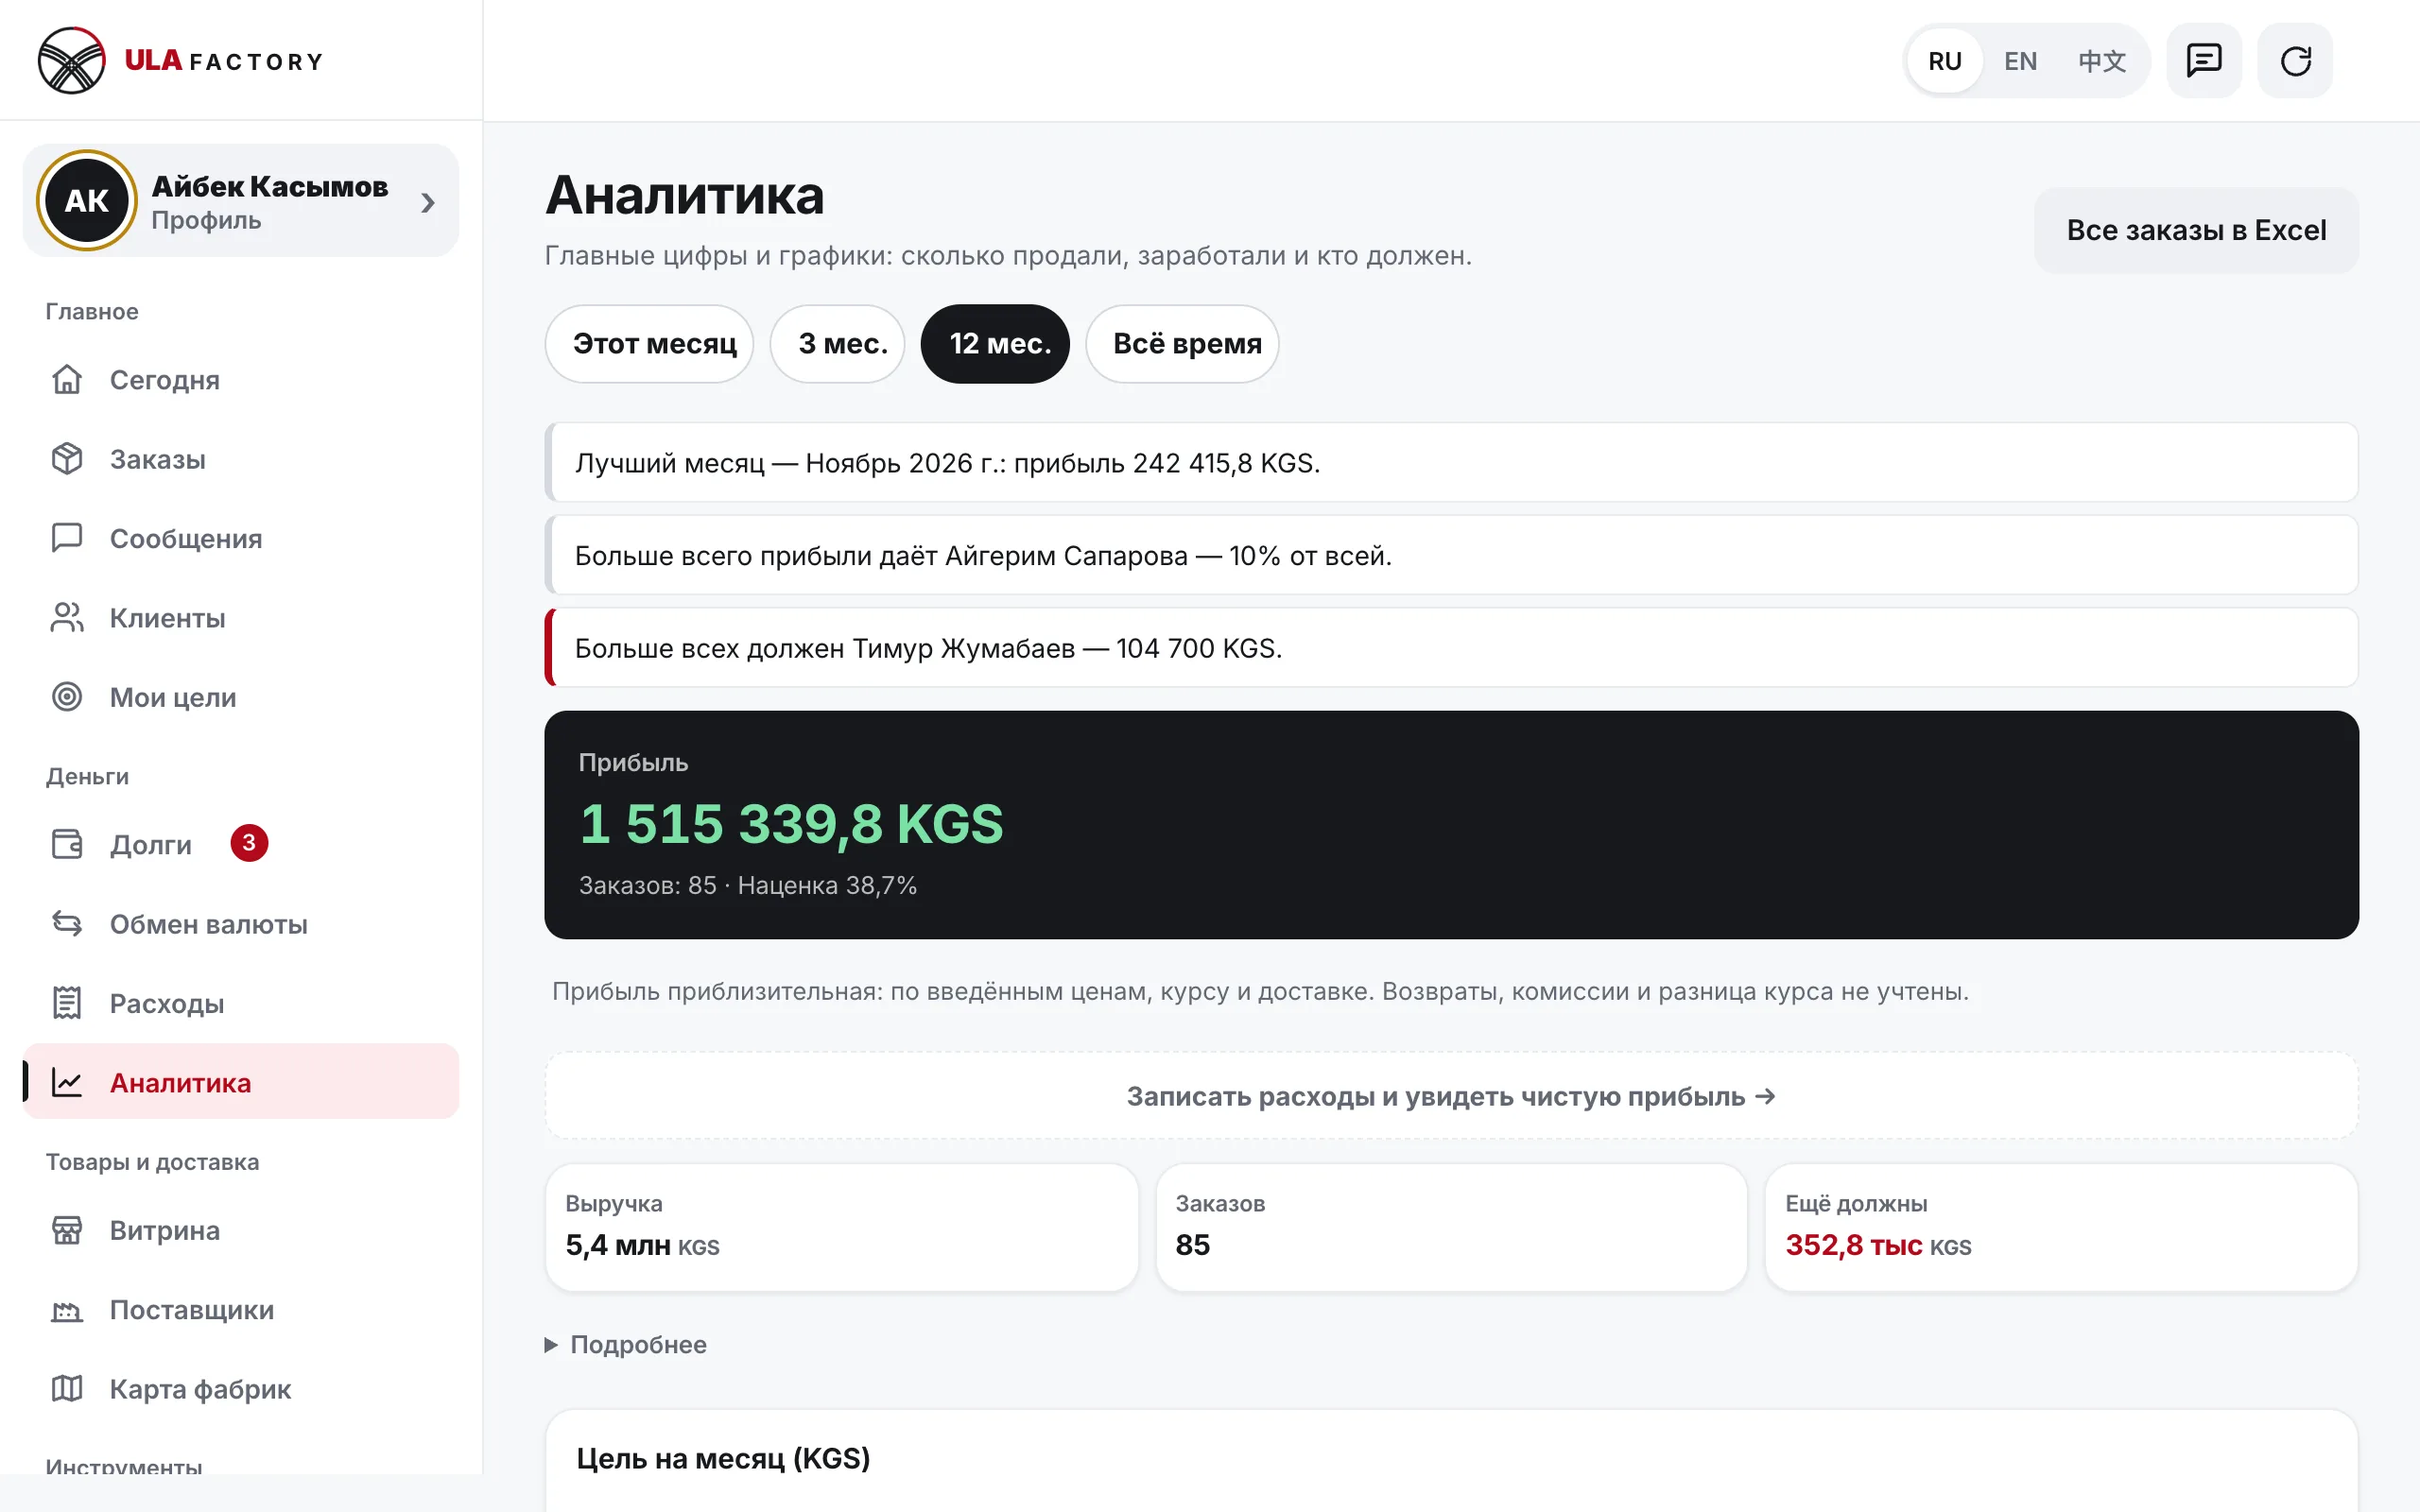 ULA FACTORY
RU EN 中文
АК
Айбек Касымов
Профиль
Главное
Сегодня
Заказы
Сообщения
Клиенты
Мои цели
Деньги
Долги 3
Обмен валюты
Расходы
Аналитика
Товары и доставка
Витрина
Поставщики
Карта фабрик
Инструменты
Аналитика
Главные цифры и графики: сколько продали, заработали и кто должен.
Все заказы в Excel
Этот месяц 3 мес. 12 мес. Всё время
Лучший месяц — Ноябрь 2026 г.: прибыль 242 415,8 KGS.
Больше всего прибыли даёт Айгерим Сапарова — 10% от всей.
Больше всех должен Тимур Жумабаев — 104 700 KGS.
Прибыль
1 515 339,8 KGS
Заказов: 85 · Наценка 38,7%
Прибыль приблизительная: по введённым ценам, курсу и доставке. Возвраты, комиссии и разница курса не учтены.
Записать расходы и увидеть чистую прибыль →
Выручка
5,4 млн KGS
Заказов
85
Ещё должны
352,8 тыс KGS
Подробнее
Цель на месяц (KGS)